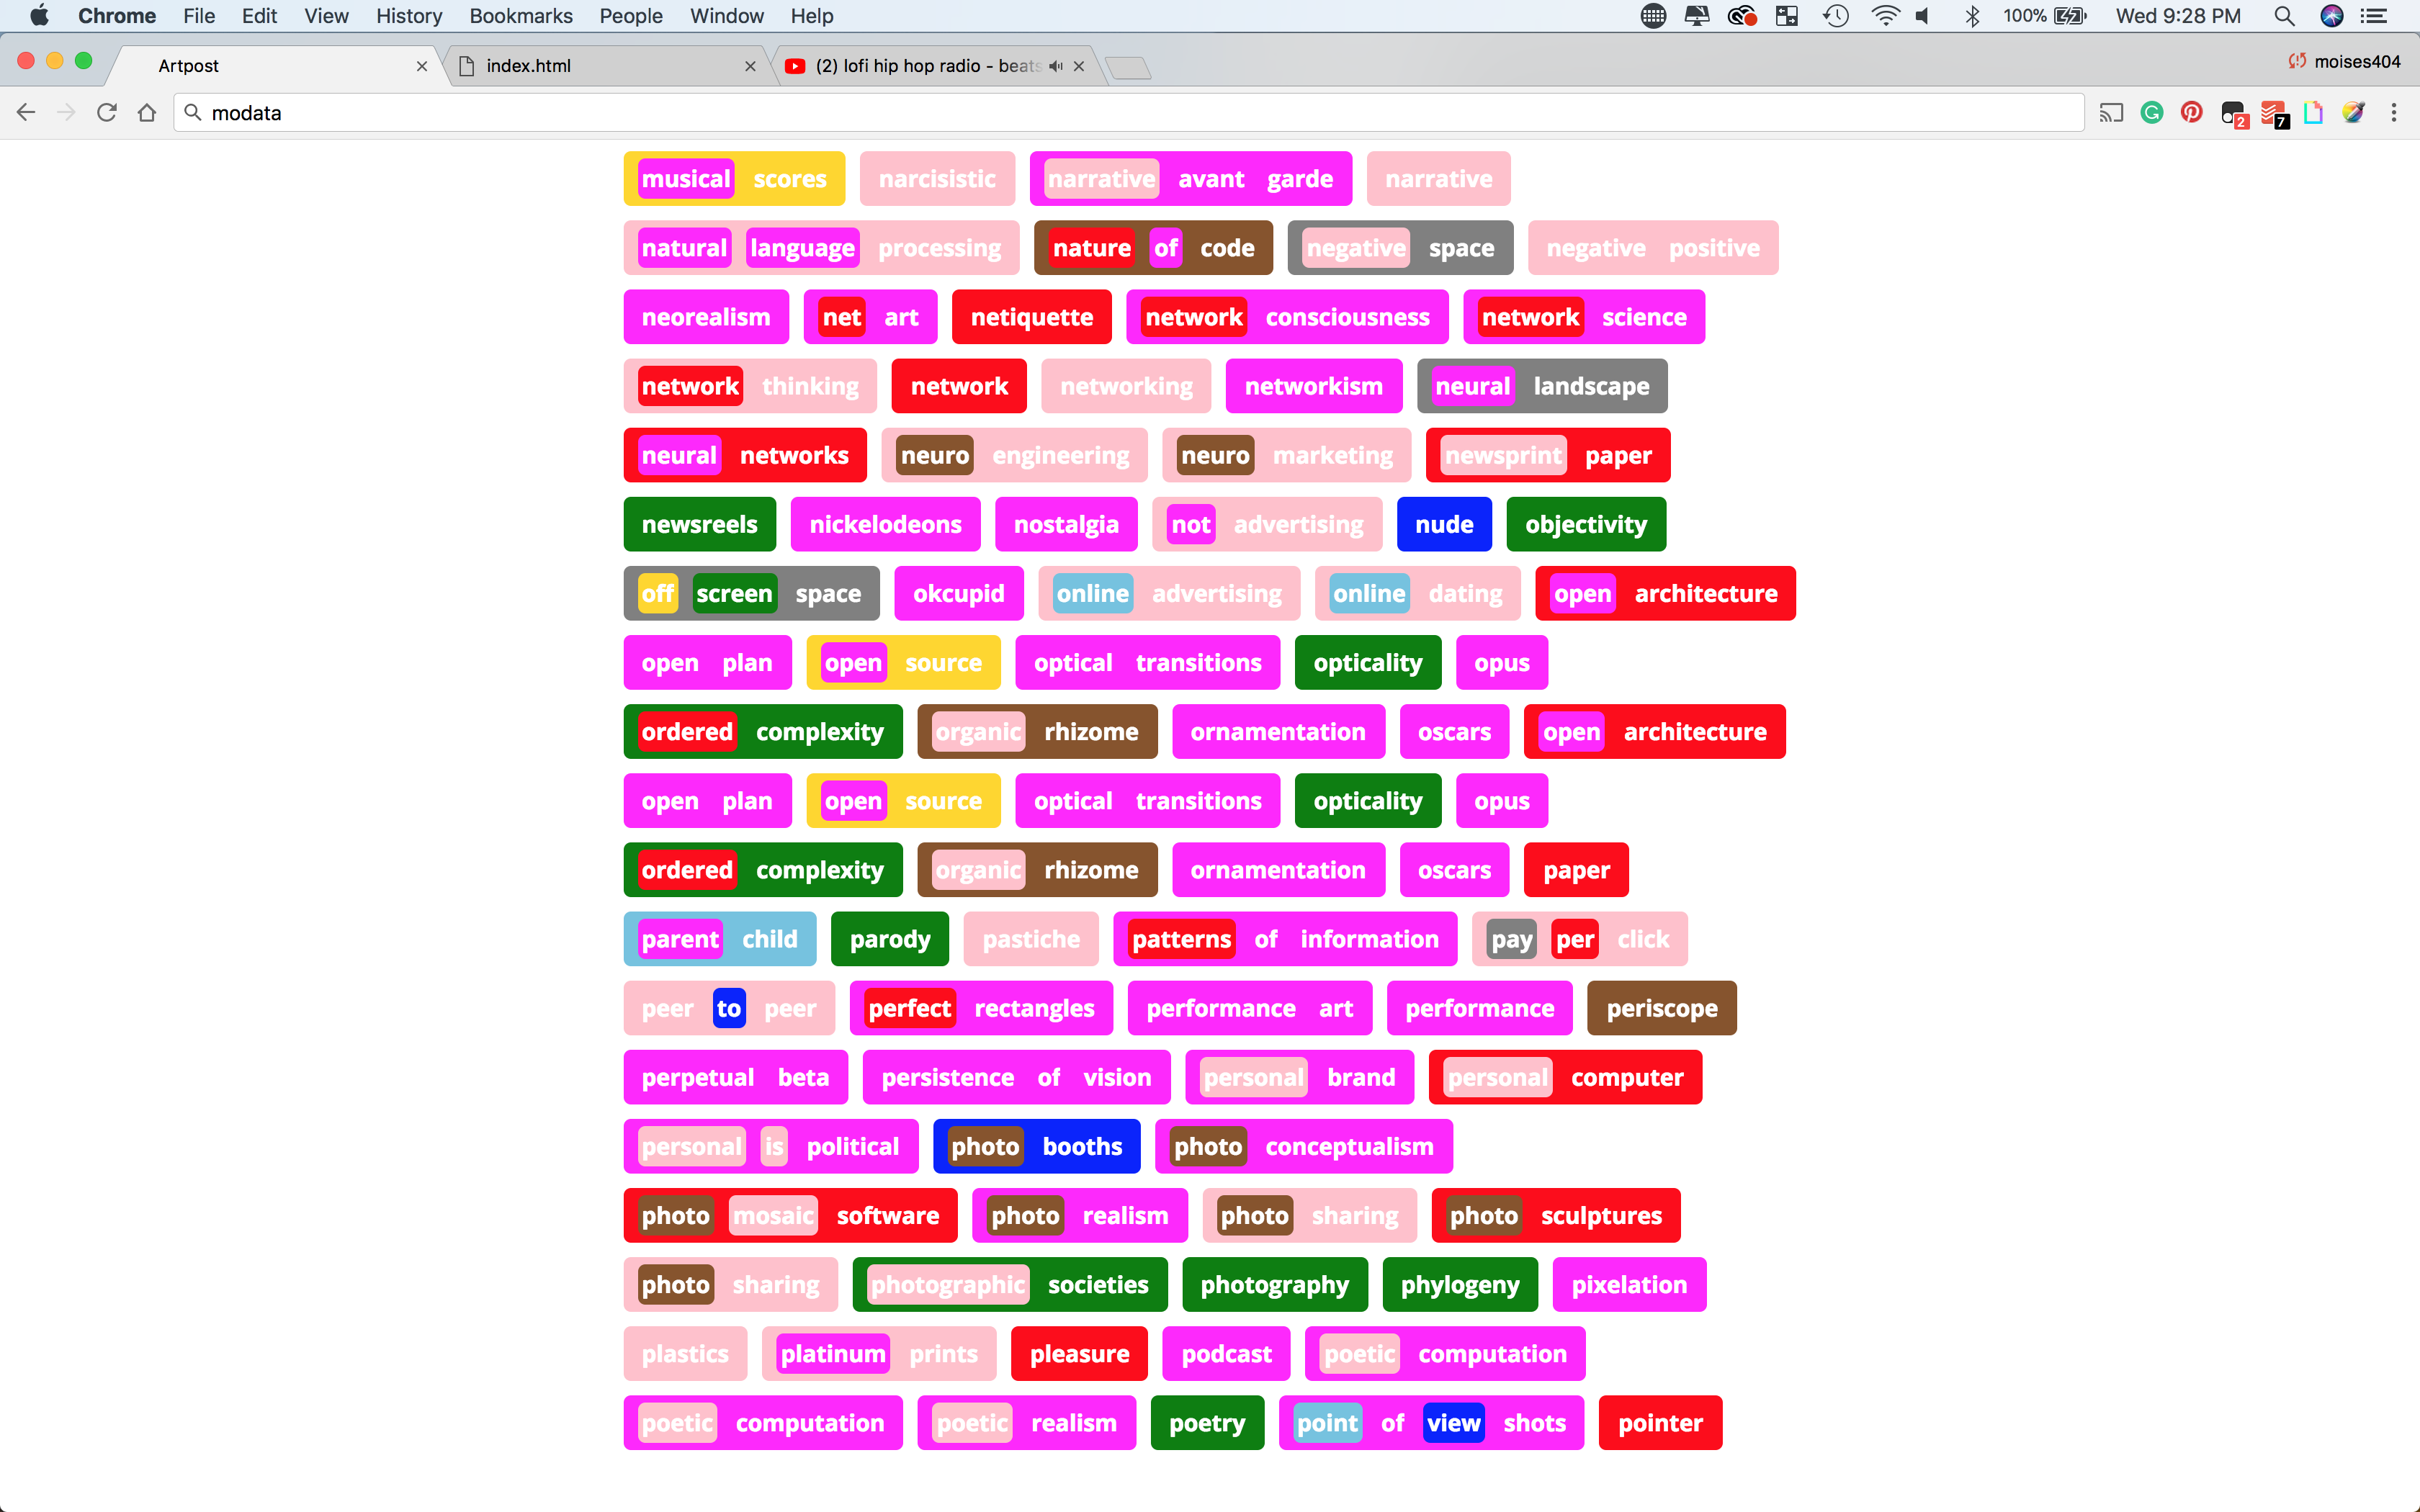 Chrome File Edit View History Bookmarks People Window Help 100% Wed 9:28 PM
Artpost index.html (2) lofi hip hop radio - beats moises404
modata 2 7
musical scores narcisistic narrative avant garde narrative
natural language processing nature of code negative space negative positive
neorealism net art netiquette network consciousness network science
network thinking network networking networkism neural landscape
neural networks neuro engineering neuro marketing newsprint paper
newsreels nickelodeons nostalgia not advertising nude objectivity
off screen space okcupid online advertising online dating open architecture
open plan open source optical transitions opticality opus
ordered complexity organic rhizome ornamentation oscars open architecture
open plan open source optical transitions opticality opus
ordered complexity organic rhizome ornamentation oscars paper
parent child parody pastiche patterns of information pay per click
peer to peer perfect rectangles performance art performance periscope
perpetual beta persistence of vision personal brand personal computer
personal is political photo booths photo conceptualism
photo mosaic software photo realism photo sharing photo sculptures
photo sharing photographic societies photography phylogeny pixelation
plastics platinum prints pleasure podcast poetic computation
poetic computation poetic realism poetry point of view shots pointer